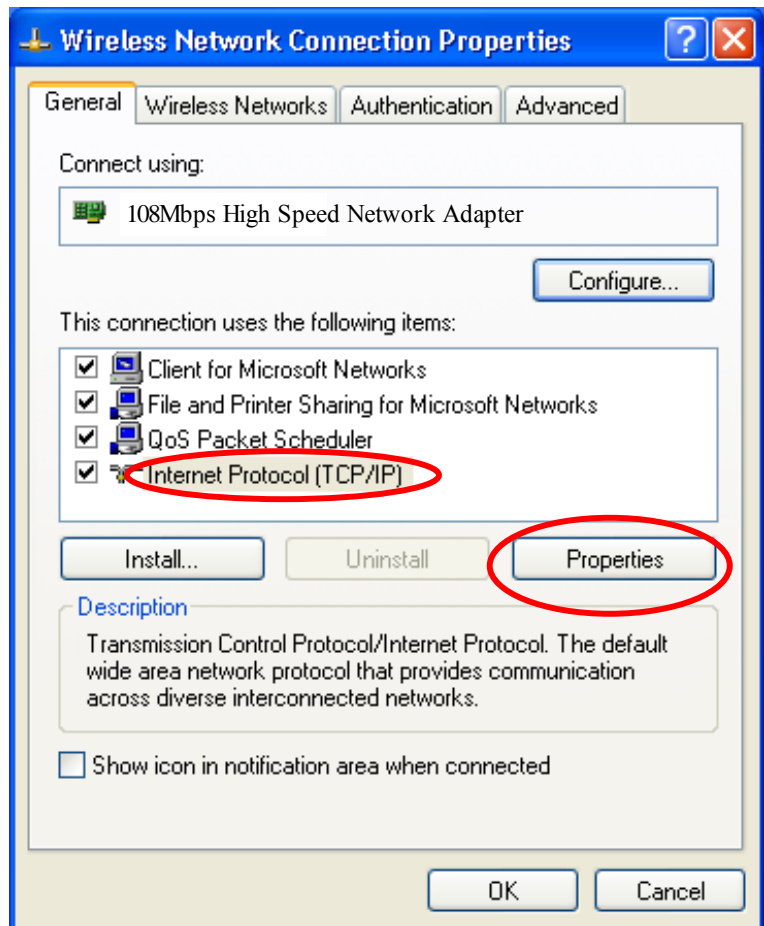 Wireless Network Connection Properties
General Wireless Networks Authentication Advanced
Connect using:
108Mbps High Speed Network Adapter
Configure...
This connection uses the following items:
Client for Microsoft Networks
File and Printer Sharing for Microsoft Networks
QoS Packet Scheduler
Internet Protocol (TCP/IP)
Install... Uninstall Properties
Description
Transmission Control Protocol/Internet Protocol. The default
wide area network protocol that provides communication
across diverse interconnected networks.
Show icon in notification area when connected
OK Cancel